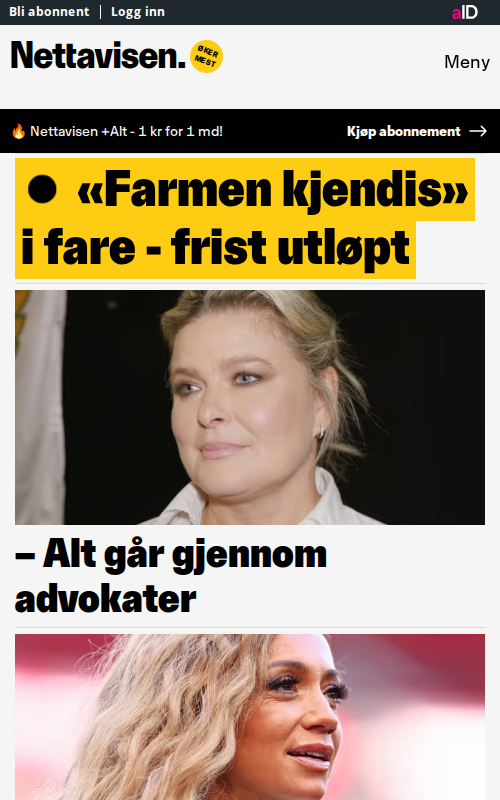 Bli abonnent | Logg inn
aID
Nettavisen.
ØKER
MEST
Meny
Nettavisen +Alt - 1 kr for 1 md!
Kjøp abonnement →
«Farmen kjendis»
i fare - frist utløpt
– Alt går gjennom
advokater